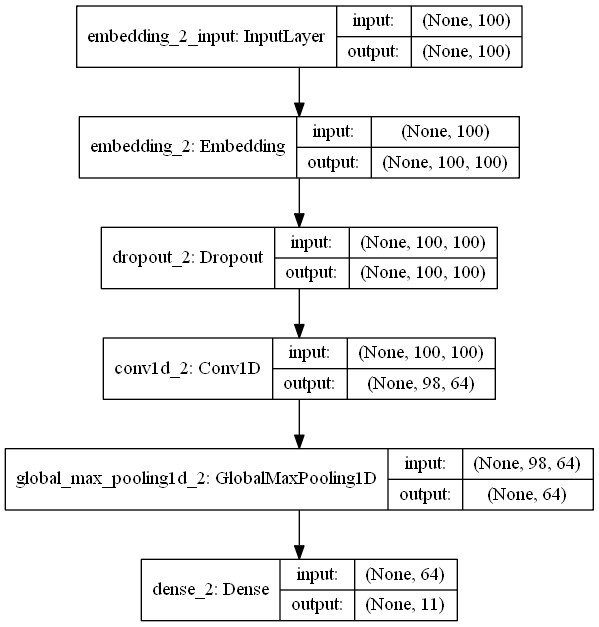 embedding_2_input: InputLayer
input: (None, 100)
output: (None, 100)
embedding_2: Embedding
input: (None, 100)
output: (None, 100, 100)
dropout_2: Dropout
input: (None, 100, 100)
output: (None, 100, 100)
conv1d_2: Conv1D
input: (None, 100, 100)
output: (None, 98, 64)
global_max_pooling1d_2: GlobalMaxPooling1D
input: (None, 98, 64)
output: (None, 64)
dense_2: Dense
input: (None, 64)
output: (None, 11)